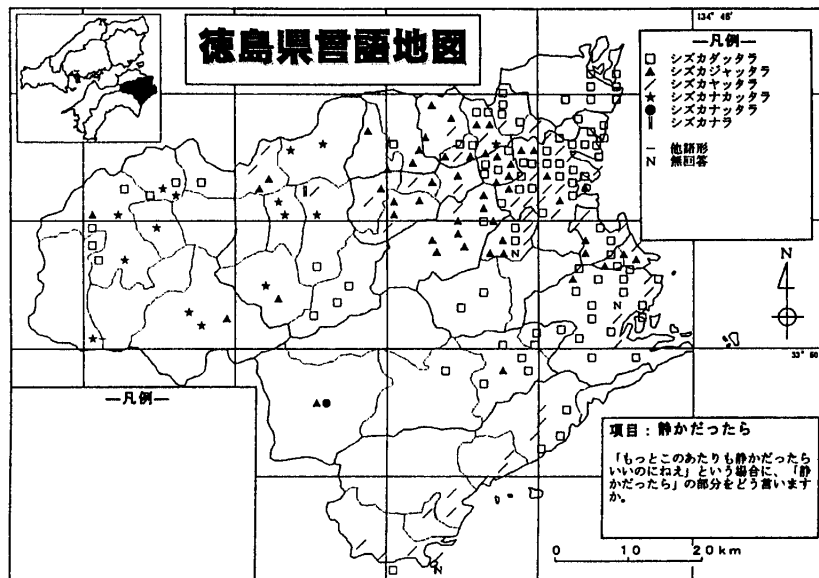 徳島県言語地図
134° 45'
―凡例―
シズカダッタラ
シズカジャッタラ
シズカヤッタラ
シズカナカッタラ
シズカナッタラ
シズカナラ
他語形
N 無回答
N
N
N
33° 50'
―凡例―
項目：静かだったら
「もっとこのあたりも静かだったら
いいのにねえ」という場合に、「静
かだったら」の部分をどう言います
か。
N
0 10 20km